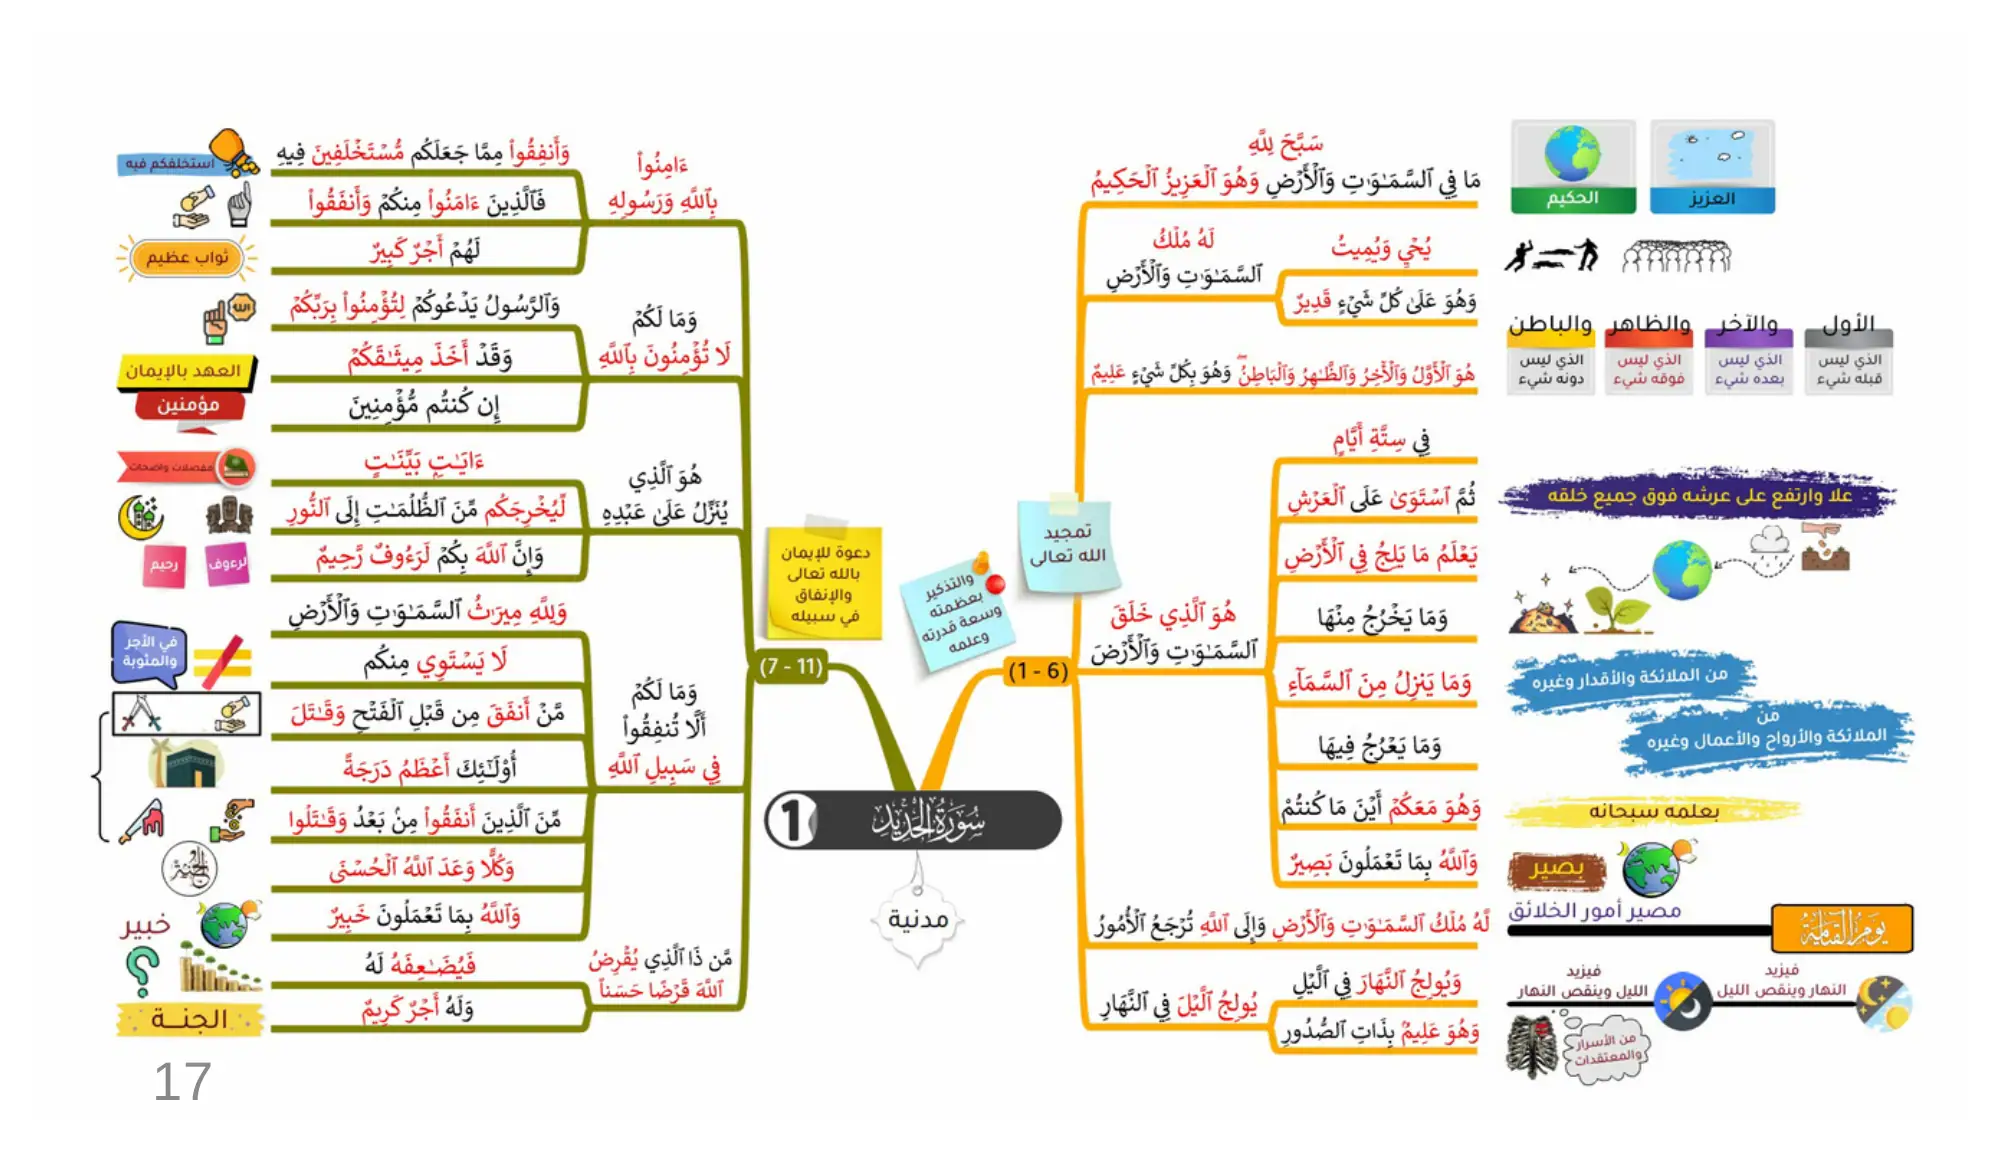 سُورَةُ الحَدِيدِ
1
مدنية
(1 - 6)
تمجيد
الله تعالى
والتذكير
بعظمته
وسعة قدرته
وعلمه
سَبَّحَ لِلَّهِ
مَا فِي ٱلسَّمَٰوَٰتِ وَٱلْأَرْضِ وَهُوَ ٱلْعَزِيزُ ٱلْحَكِيمُ
العزيز
الحكيم
لَهُۥ مُلْكُ
ٱلسَّمَٰوَٰتِ وَٱلْأَرْضِ
يُحْيِۦ وَيُمِيتُ
وَهُوَ عَلَىٰ كُلِّ شَيْءٍ قَدِيرٌ
هُوَ ٱلْأَوَّلُ وَٱلْأٓخِرُ وَٱلظَّٰهِرُ وَٱلْبَاطِنُۖ وَهُوَ بِكُلِّ شَيْءٍ عَلِيمٌ
الأول
الذي ليس
قبله شيء
والآخر
الذي ليس
بعده شيء
والظاهر
الذي ليس
فوقه شيء
والباطن
الذي ليس
دونه شيء
هُوَ ٱلَّذِي خَلَقَ
ٱلسَّمَٰوَٰتِ وَٱلْأَرْضَ
فِي سِتَّةِ أَيَّامٍ
ثُمَّ ٱسْتَوَىٰ عَلَى ٱلْعَرْشِ
علا وارتفع على عرشه فوق جميع خلقه
يَعْلَمُ مَا يَلِجُ فِي ٱلْأَرْضِ
وَمَا يَخْرُجُ مِنْهَا
وَمَا يَنزِلُ مِنَ ٱلسَّمَآءِ
من الملائكة والأقدار وغيره
وَمَا يَعْرُجُ فِيهَا
من
الملائكة والأرواح والأعمال وغيره
وَهُوَ مَعَكُمْ أَيْنَ مَا كُنتُمْ
بعلمه سبحانه
وَٱللَّهُ بِمَا تَعْمَلُونَ بَصِيرٌ
بصير
لَّهُۥ مُلْكُ ٱلسَّمَٰوَٰتِ وَٱلْأَرْضِ وَإِلَى ٱللَّهِ تُرْجَعُ ٱلْأُمُورُ
مصير أمور الخلائق
يَوْمُ القِيَامَةِ
يُولِجُ ٱلَّيْلَ فِي ٱلنَّهَارِ
وَيُولِجُ ٱلنَّهَارَ فِي ٱلَّيْلِ
وَهُوَ عَلِيمٌۢ بِذَاتِ ٱلصُّدُورِ
فيزيد
النهار وينقص الليل
فيزيد
الليل وينقص النهار
من الأسرار
والمعتقدات
(7 - 11)
دعوة للإيمان
بالله تعالى
والإنفاق
في سبيله
ءَامِنُوا۟
بِٱللَّهِ وَرَسُولِهِۦ
وَأَنفِقُوا۟ مِمَّا جَعَلَكُم مُّسْتَخْلَفِينَ فِيهِ
استخلفكم فيه
فَٱلَّذِينَ ءَامَنُوا۟ مِنكُمْ وَأَنفَقُوا۟
لَهُمْ أَجْرٌ كَبِيرٌ
ثواب عظيم
وَمَا لَكُمْ
لَا تُؤْمِنُونَ بِٱللَّهِ
وَٱلرَّسُولُ يَدْعُوكُمْ لِتُؤْمِنُوا۟ بِرَبِّكُمْ
الله
وَقَدْ أَخَذَ مِيثَٰقَكُمْ
العهد بالإيمان
إِن كُنتُم مُّؤْمِنِينَ
مؤمنين
هُوَ ٱلَّذِي
يُنَزِّلُ عَلَىٰ عَبْدِهِۦ
ءَايَٰتٍۭ بَيِّنَٰتٍ
مفصلات واضحات
لِّيُخْرِجَكُم مِّنَ ٱلظُّلُمَٰتِ إِلَى ٱلنُّورِ
وَإِنَّ ٱللَّهَ بِكُمْ لَرَءُوفٌ رَّحِيمٌ
لرءوف
رحيم
وَمَا لَكُمْ
أَلَّا تُنفِقُوا۟
فِي سَبِيلِ ٱللَّهِ
وَلِلَّهِ مِيرَٰثُ ٱلسَّمَٰوَٰتِ وَٱلْأَرْضِ
لَا يَسْتَوِي مِنكُم
في الأجر
والمثوبة
مَّنْ أَنفَقَ مِن قَبْلِ ٱلْفَتْحِ وَقَٰتَلَ
أُو۟لَٰٓئِكَ أَعْظَمُ دَرَجَةً
مِّنَ ٱلَّذِينَ أَنفَقُوا۟ مِنۢ بَعْدُ وَقَٰتَلُوا
وَكُلًّا وَعَدَ ٱللَّهُ ٱلْحُسْنَىٰ
الجنة
وَٱللَّهُ بِمَا تَعْمَلُونَ خَبِيرٌ
خبير
مَّن ذَا ٱلَّذِي يُقْرِضُ
ٱللَّهَ قَرْضًا حَسَناً
فَيُضَٰعِفَهُۥ لَهُۥ
وَلَهُۥ أَجْرٌ كَرِيمٌ
الجنــة
17